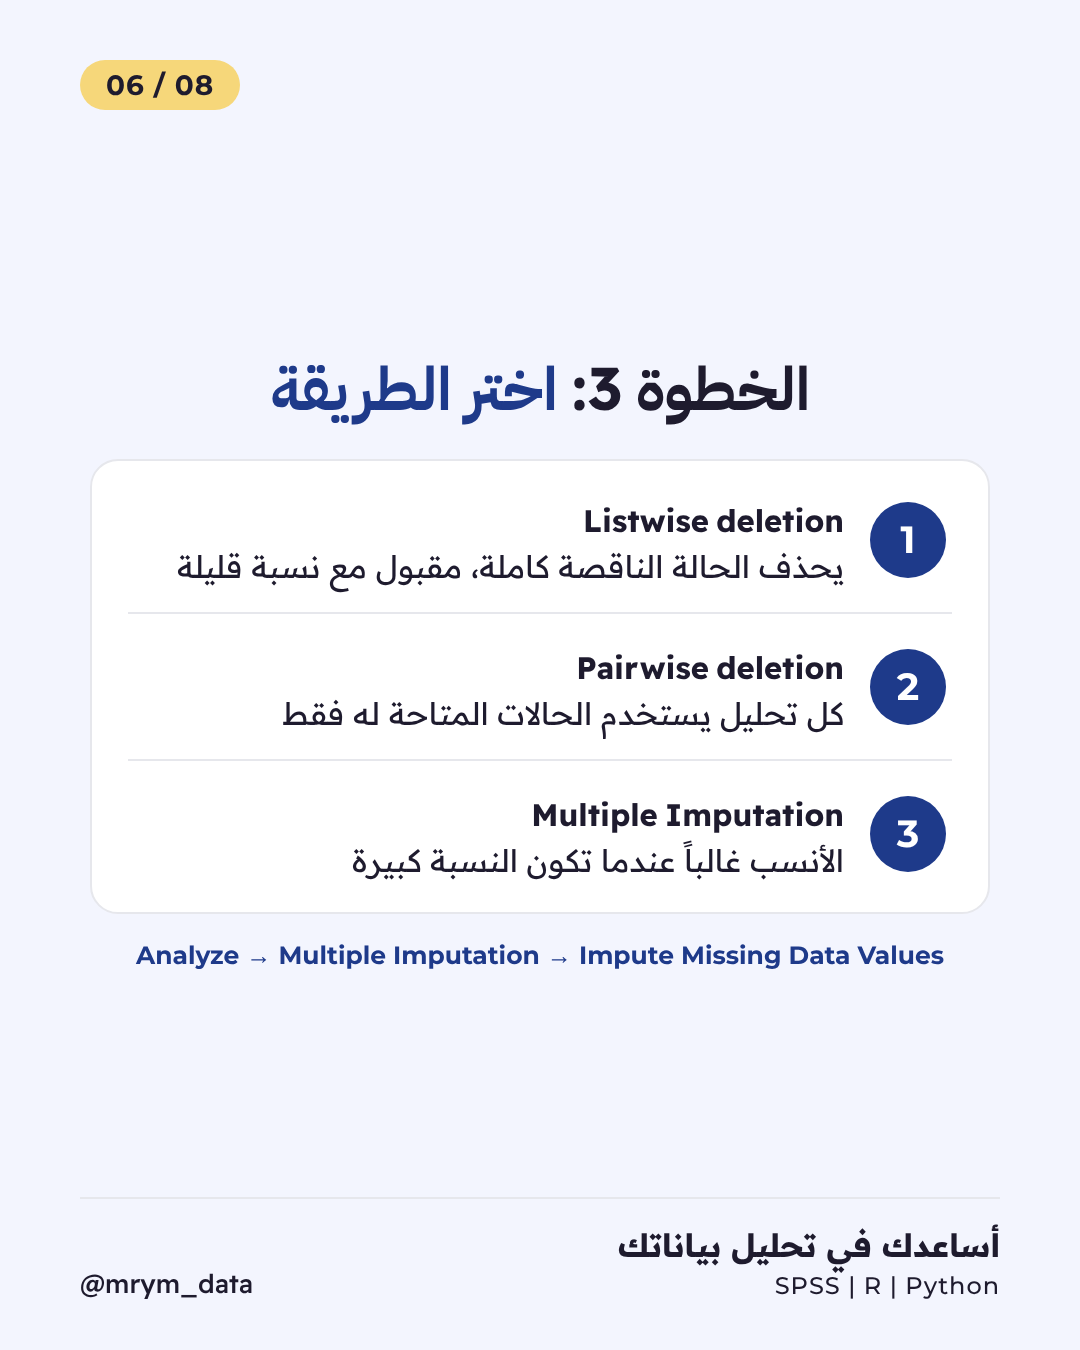 06 / 08
الخطوة 3: اختر الطريقة
1
Listwise deletion
يحذف الحالة الناقصة كاملة، مقبول مع نسبة قليلة
2
Pairwise deletion
كل تحليل يستخدم الحالات المتاحة له فقط
3
Multiple Imputation
الأنسب غالباً عندما تكون النسبة كبيرة
Analyze → Multiple Imputation → Impute Missing Data Values
أساعدك في تحليل بياناتك
SPSS | R | Python
@mrym_data